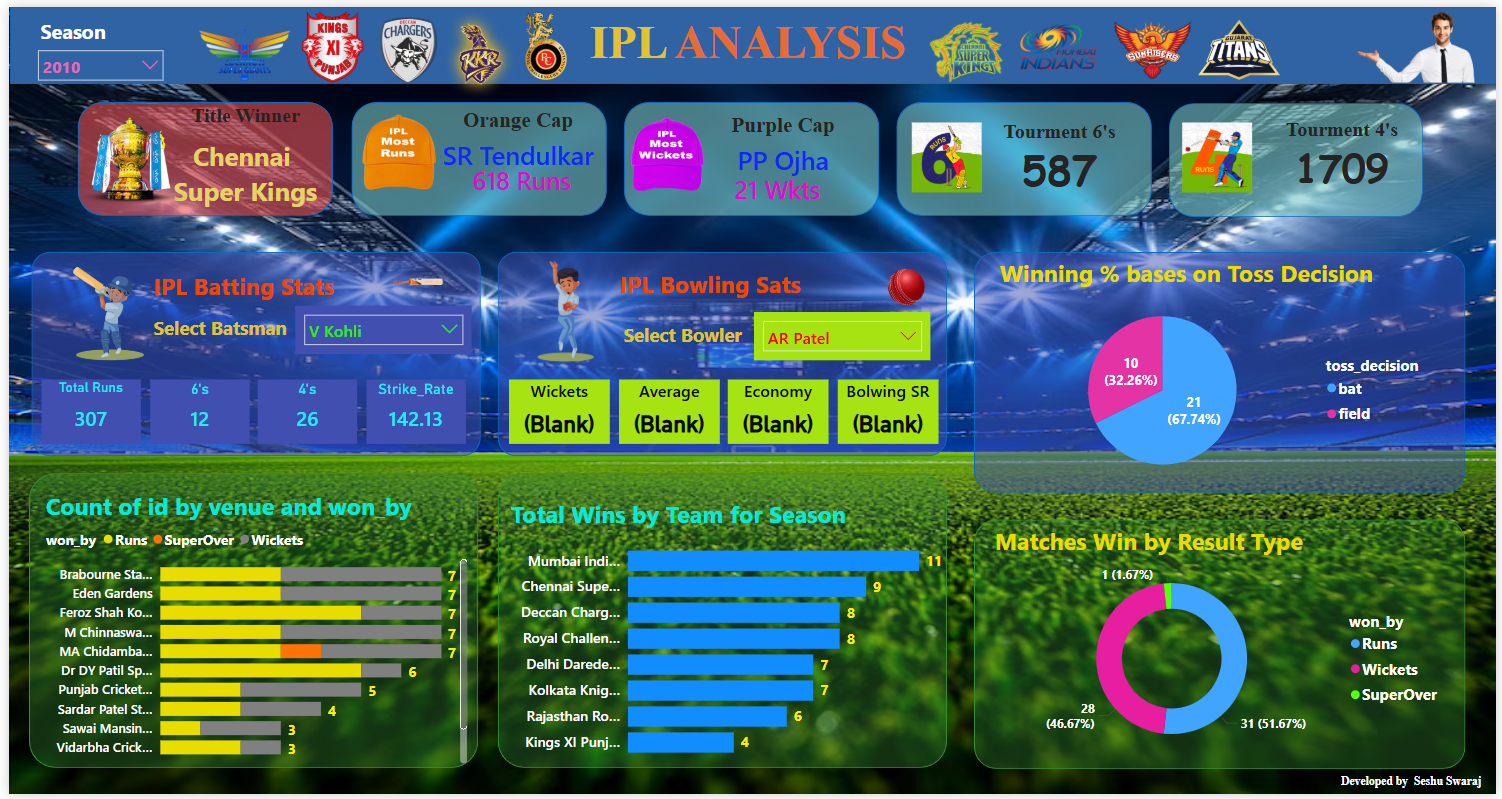 Season
2010
KINGS
XI
PUNJAB
DECCAN
CHARGERS
KKR
IPL ANALYSIS
CHENNAI
SUPER
KINGS
MUMBAI
INDIANS
SUNRISERS
GUJARAT
TITANS
Title Winner
Chennai
Super Kings
IPL
Most
Runs
Orange Cap
SR Tendulkar
618 Runs
IPL
Most
Wickets
Purple Cap
PP Ojha
21 Wkts
6
RUNS
Tourment 6's
587
4
RUNS
Tourment 4's
1709
IPL Batting Stats
Select Batsman
V Kohli
Total Runs
307
6's
12
4's
26
Strike_Rate
142.13
IPL Bowling Sats
Select Bowler
AR Patel
Wickets
(Blank)
Average
(Blank)
Economy
(Blank)
Bolwing SR
(Blank)
Winning % bases on Toss Decision
10
(32.26%)
21
(67.74%)
toss_decision
bat
field
Count of id by venue and won_by
won_by Runs SuperOver Wickets
Brabourne Sta... 7
Eden Gardens 7
Feroz Shah Ko... 7
M Chinnaswa... 7
MA Chidamba... 7
Dr DY Patil Sp... 6
Punjab Cricket... 5
Sardar Patel St... 4
Sawai Mansin... 3
Vidarbha Crick... 3
Total Wins by Team for Season
Mumbai Indi... 11
Chennai Supe... 9
Deccan Charg... 8
Royal Challen... 8
Delhi Darede... 7
Kolkata Knig... 7
Rajasthan Ro... 6
Kings XI Punj... 4
Matches Win by Result Type
1 (1.67%)
28
(46.67%)
31 (51.67%)
won_by
Runs
Wickets
SuperOver
Developed by Seshu Swaraj